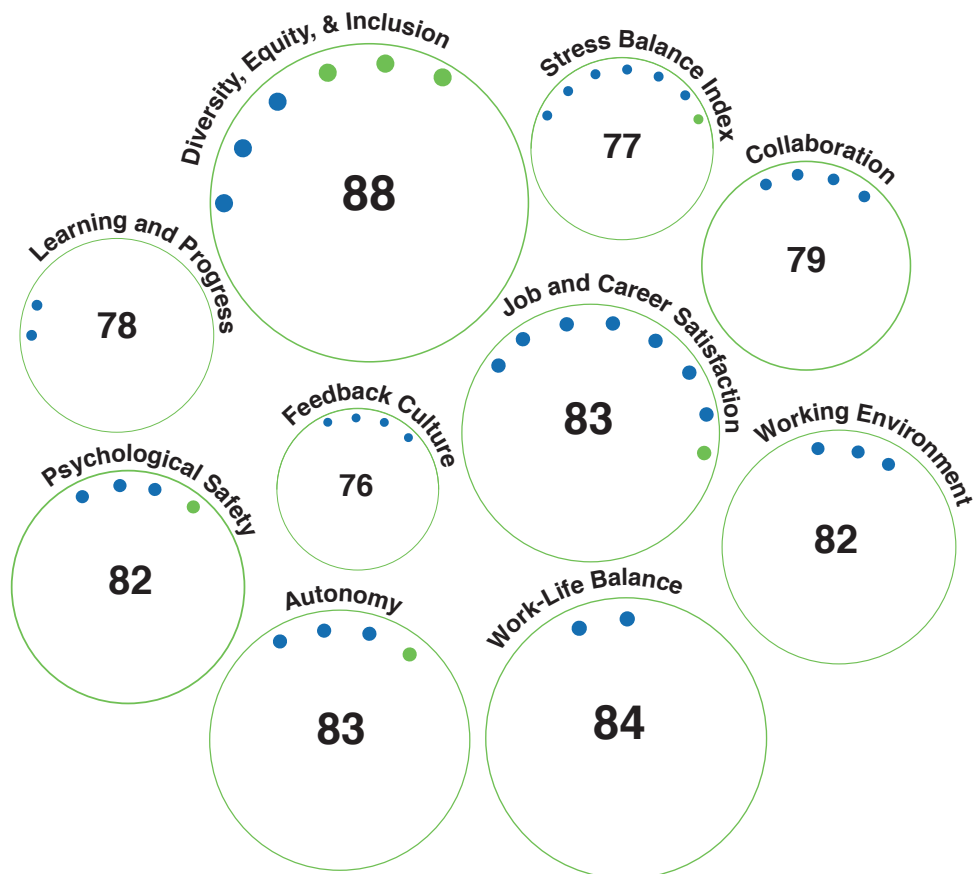 Diversity, Equity, & Inclusion
88
Stress Balance Index
77
Collaboration
79
Learning and Progress
78
Job and Career Satisfaction
83
Feedback Culture
76
Working Environment
82
Psychological Safety
82
Autonomy
83
Work-Life Balance
84